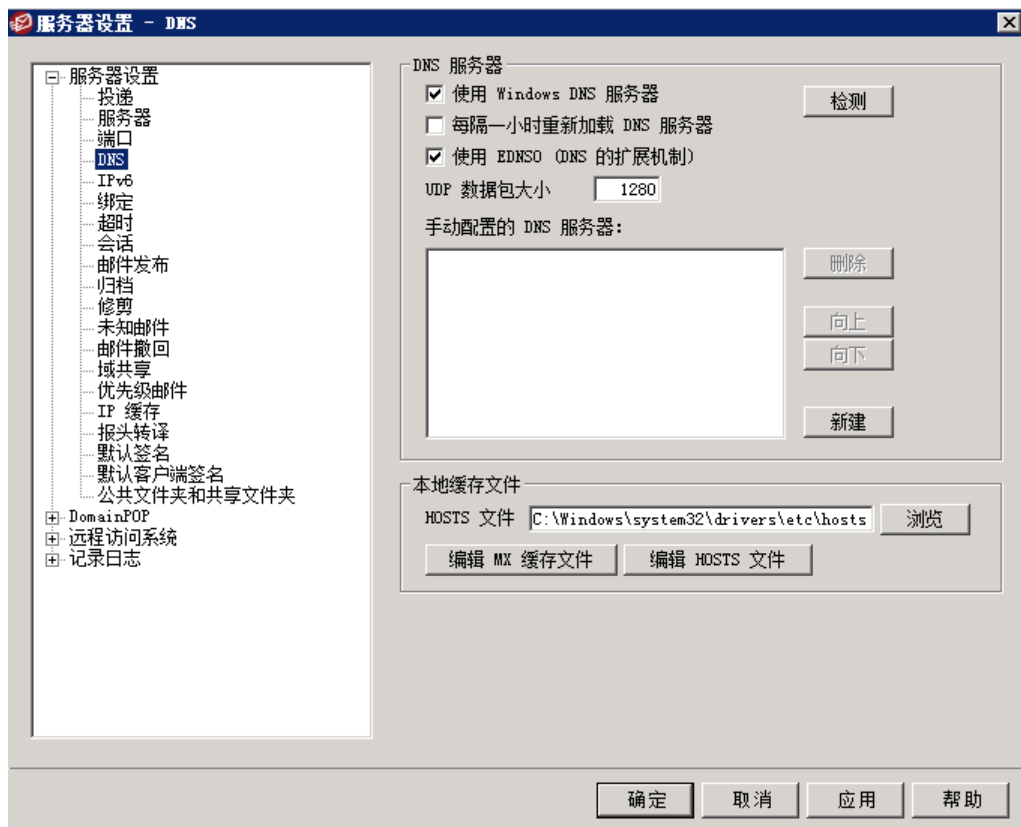 服务器设置 - DNS
服务器设置
投递
服务器
端口
DNS
IPv6
绑定
超时
会话
邮件发布
归档
修剪
未知邮件
邮件撤回
域共享
优先级邮件
IP 缓存
报头转译
默认签名
默认客户端签名
公共文件夹和共享文件夹
DomainPOP
远程访问系统
记录日志
DNS 服务器
使用 Windows DNS 服务器
检测
每隔一小时重新加载 DNS 服务器
使用 EDNS0 (DNS 的扩展机制)
UDP 数据包大小 1280
手动配置的 DNS 服务器:
删除
向上
向下
新建
本地缓存文件
HOSTS 文件 C:\Windows\system32\drivers\etc\hosts 浏览
编辑 MX 缓存文件 编辑 HOSTS 文件
确定 取消 应用 帮助